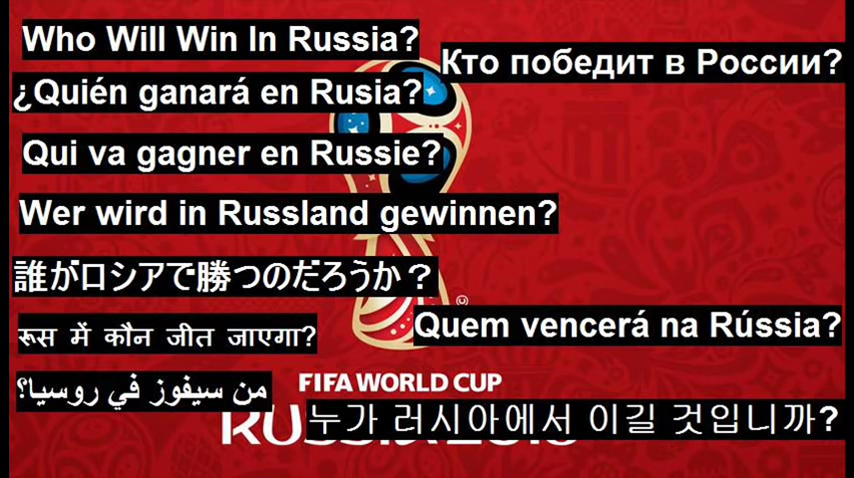 Who Will Win In Russia?
Кто победит в России?
¿Quién ganará en Rusia?
Qui va gagner en Russie?
Wer wird in Russland gewinnen?
誰がロシアで勝つのだろうか？
Quem vencerá na Rússia?
रूस में कौन जीत जाएगा?
من سيفوز في روسيا؟
FIFA WORLD CUP
누가 러시아에서 이길 것입니까?
RUSSIA 2018